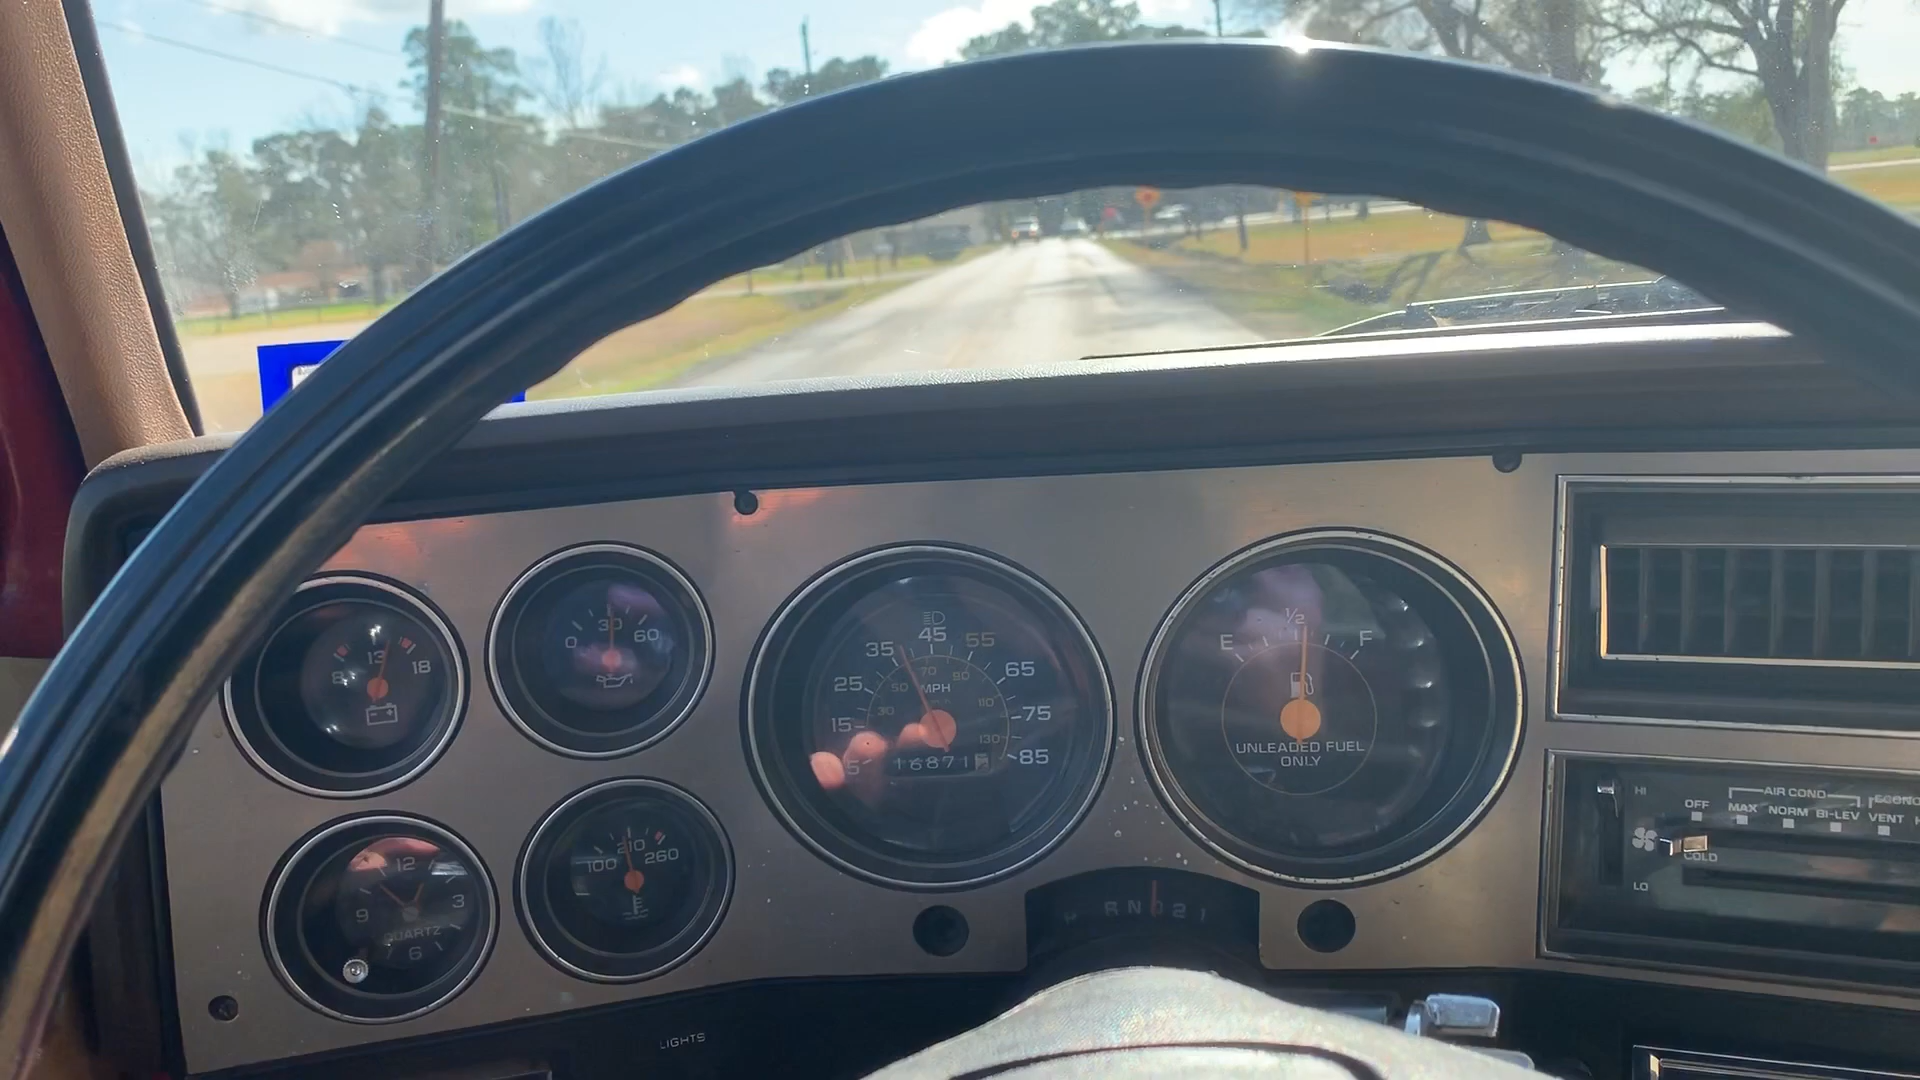 8 13 18
0 30 60
100 210 260
12
9 3
QUARTZ
6
5 15 25 35 45 55 65 75 85
30 50 70 90 110 130
MPH
16871
E 1/2 F
UNLEADED FUEL
ONLY
P R N D 2 1
HI
LO
AIR COND
OFF MAX NORM BI-LEV VENT
COLD
LIGHTS